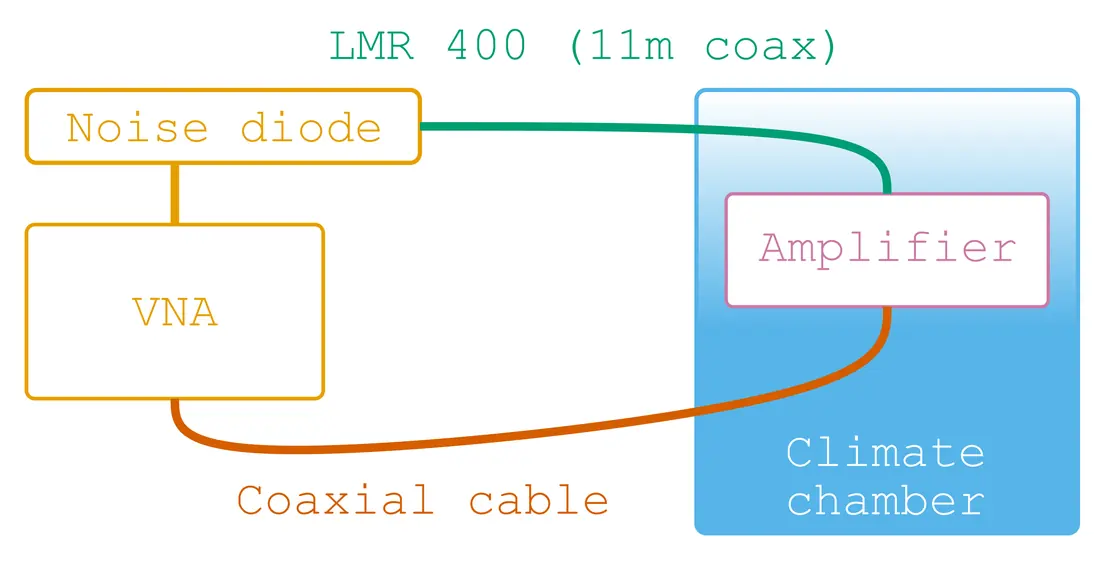 LMR 400 (11m coax)
Noise diode
VNA
Amplifier
Coaxial cable
Climate
chamber